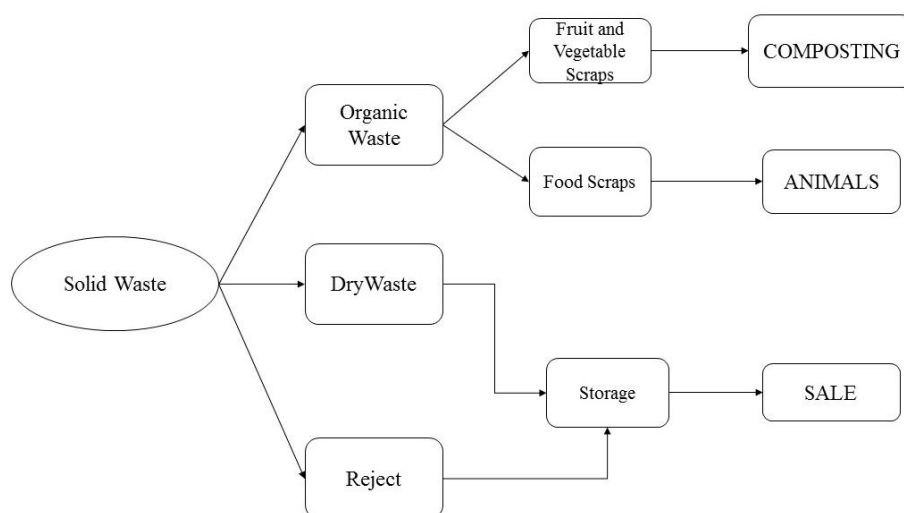 Fruit and
Vegetable
Scraps
COMPOSTING
Organic
Waste
Food Scraps
ANIMALS
Solid Waste
DryWaste
Storage
SALE
Reject